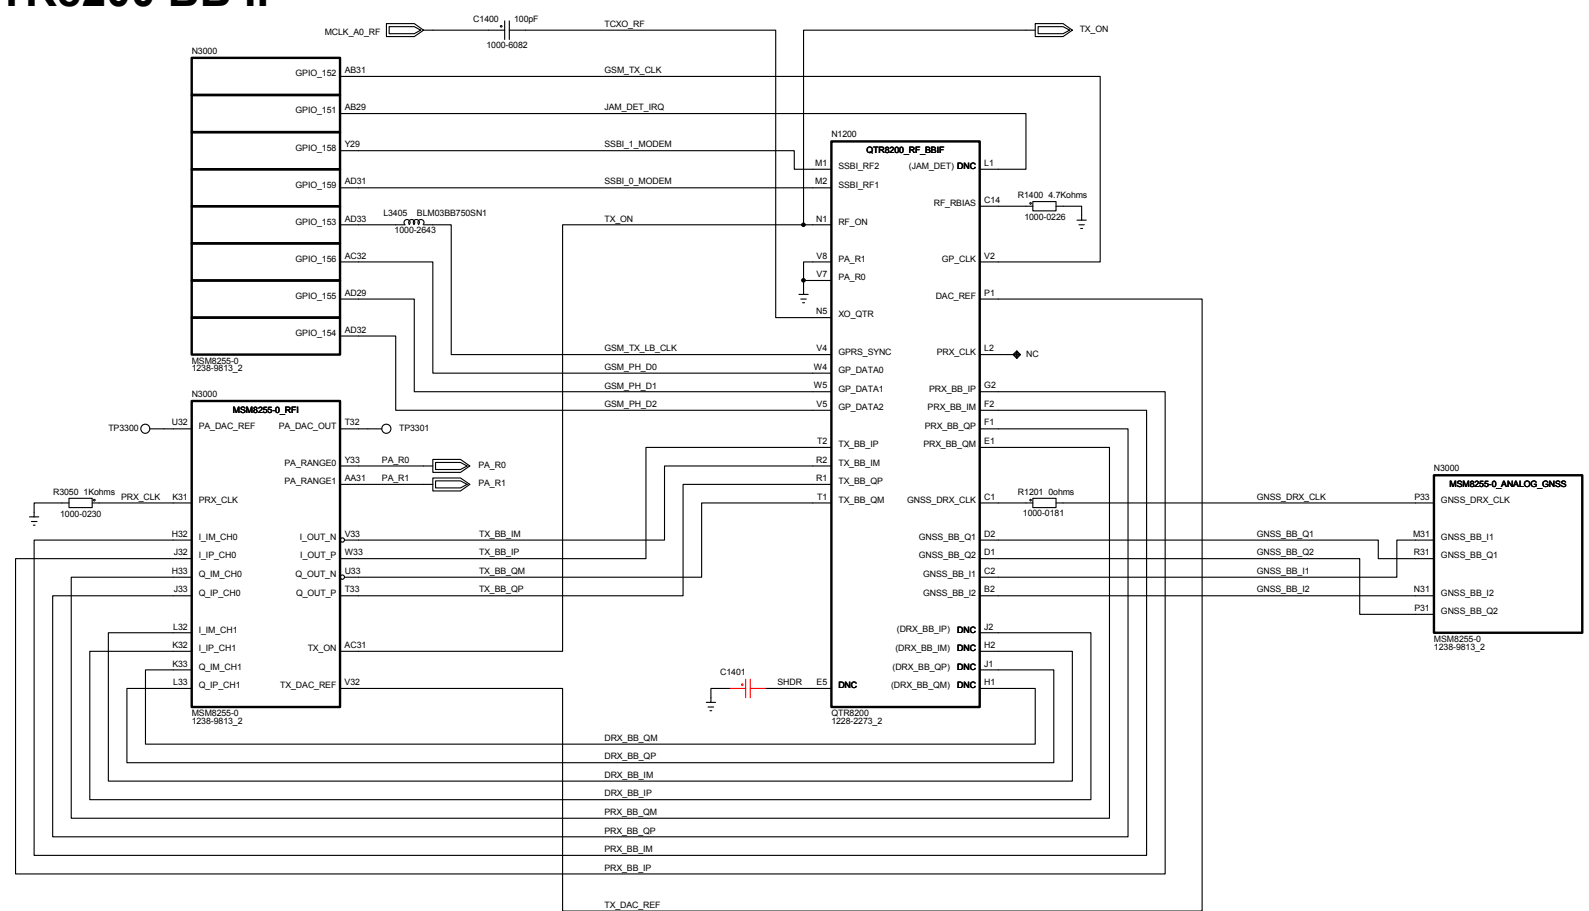 MCLK_A0_RF
C1400 100pF
1000-6082
TCXO_RF
TX_ON
N3000
GPIO_152 AB31 GSM_TX_CLK
GPIO_151 AB29 JAM_DET_IRQ
GPIO_158 Y29 SSBI_1_MODEM
GPIO_159 AD31 SSBI_0_MODEM
GPIO_153 AD33 L3405 BLM03BB750SN1
1000-2643
TX_ON
GPIO_156 AC32
GPIO_155 AD29
GPIO_154 AD32
MSM8255-0
1238-9813_2
GSM_TX_LB_CLK
GSM_PH_D0
GSM_PH_D1
GSM_PH_D2
N1200
QTR8200_RF_BBIF
M1 SSBI_RF2 (JAM_DET) DNC L1
M2 SSBI_RF1
RF_RBIAS C14 R1400 4.7Kohms
1000-0226
N1 RF_ON
V8 PA_R1 GP_CLK V2
V7 PA_R0
DAC_REF P1
N5 XO_QTR
V4 GPRS_SYNC PRX_CLK L2 NC
W4 GP_DATA0
W5 GP_DATA1 PRX_BB_IP G2
V5 GP_DATA2 PRX_BB_IM F2
PRX_BB_QP F1
T2 TX_BB_IP PRX_BB_QM E1
R2 TX_BB_IM
R1 TX_BB_QP
T1 TX_BB_QM GNSS_DRX_CLK C1 R1201 0ohms
1000-0181
GNSS_BB_Q1 D2
GNSS_BB_Q2 D1
GNSS_BB_I1 C2
GNSS_BB_I2 B2
(DRX_BB_IP) DNC J2
(DRX_BB_IM) DNC H2
(DRX_BB_QP) DNC J1
C1401 SHDR E5 DNC (DRX_BB_QM) DNC H1
QTR8200
1228-2273_2
N3000
MSM8255-0_RFI
TP3300 U32 PA_DAC_REF PA_DAC_OUT T32 TP3301
PA_RANGE0 Y33 PA_R0 PA_R0
PA_RANGE1 AA31 PA_R1 PA_R1
R3050 1Kohms PRX_CLK K31 PRX_CLK
1000-0230
H32 I_IM_CH0 I_OUT_N V33 TX_BB_IM
J32 I_IP_CH0 I_OUT_P W33 TX_BB_IP
H33 Q_IM_CH0 Q_OUT_N U33 TX_BB_QM
J33 Q_IP_CH0 Q_OUT_P T33 TX_BB_QP
L32 I_IM_CH1
K32 I_IP_CH1 TX_ON AC31
K33 Q_IM_CH1
L33 Q_IP_CH1 TX_DAC_REF V32
MSM8255-0
1238-9813_2
N3000
MSM8255-0_ANALOG_GNSS
GNSS_DRX_CLK P33 GNSS_DRX_CLK
GNSS_BB_Q1 M31 GNSS_BB_I1
GNSS_BB_Q2 R31 GNSS_BB_Q1
GNSS_BB_I1
GNSS_BB_I2 N31 GNSS_BB_I2
P31 GNSS_BB_Q2
MSM8255-0
1238-9813_2
DRX_BB_QM
DRX_BB_QP
DRX_BB_IM
DRX_BB_IP
PRX_BB_QM
PRX_BB_QP
PRX_BB_IM
PRX_BB_IP
TX_DAC_REF